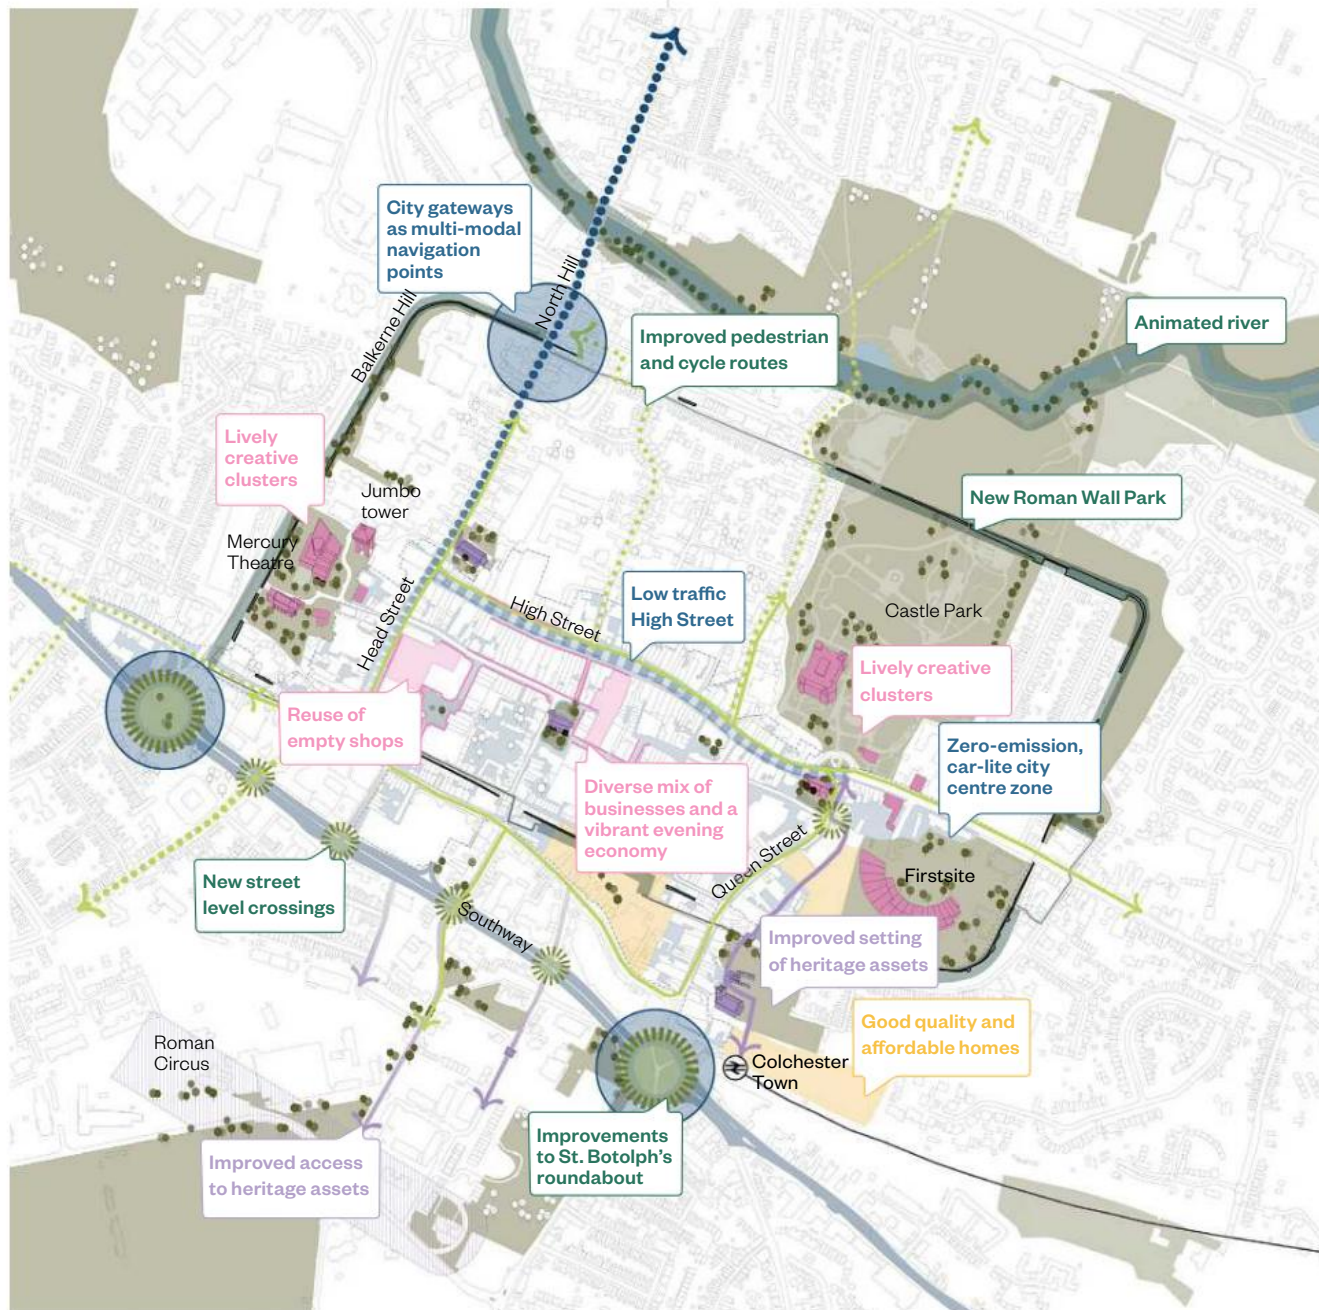 City gateways
as multi-modal
navigation
points
North Hill
Balkerne Hill
Improved pedestrian
and cycle routes
Animated river
Lively
creative
clusters
Jumbo
tower
New Roman Wall Park
Mercury
Theatre
Head Street
High Street
Low traffic
High Street
Castle Park
Lively creative
clusters
Reuse of
empty shops
Zero-emission,
car-lite city
centre zone
Diverse mix of
businesses and a
vibrant evening
economy
Queen Street
Firstsite
New street
level crossings
Southway
Improved setting
of heritage assets
Good quality and
affordable homes
Roman
Circus
Colchester
Town
Improvements
to St. Botolph's
roundabout
Improved access
to heritage assets